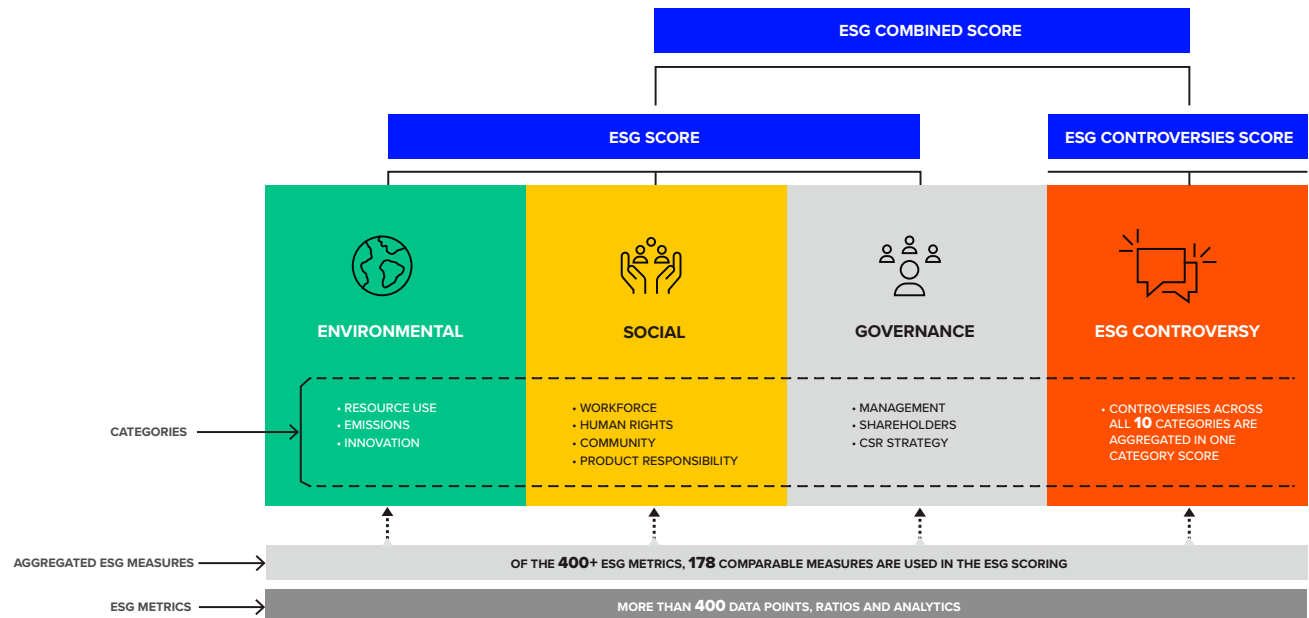 ESG COMBINED SCORE
ESG SCORE
ESG CONTROVERSIES SCORE
ENVIRONMENTAL
SOCIAL
GOVERNANCE
ESG CONTROVERSY
CATEGORIES
• RESOURCE USE
• EMISSIONS
• INNOVATION
• WORKFORCE
• HUMAN RIGHTS
• COMMUNITY
• PRODUCT RESPONSIBILITY
• MANAGEMENT
• SHAREHOLDERS
• CSR STRATEGY
• CONTROVERSIES ACROSS
ALL 10 CATEGORIES ARE
AGGREGATED IN ONE
CATEGORY SCORE
AGGREGATED ESG MEASURES
OF THE 400+ ESG METRICS, 178 COMPARABLE MEASURES ARE USED IN THE ESG SCORING
ESG METRICS
MORE THAN 400 DATA POINTS, RATIOS AND ANALYTICS